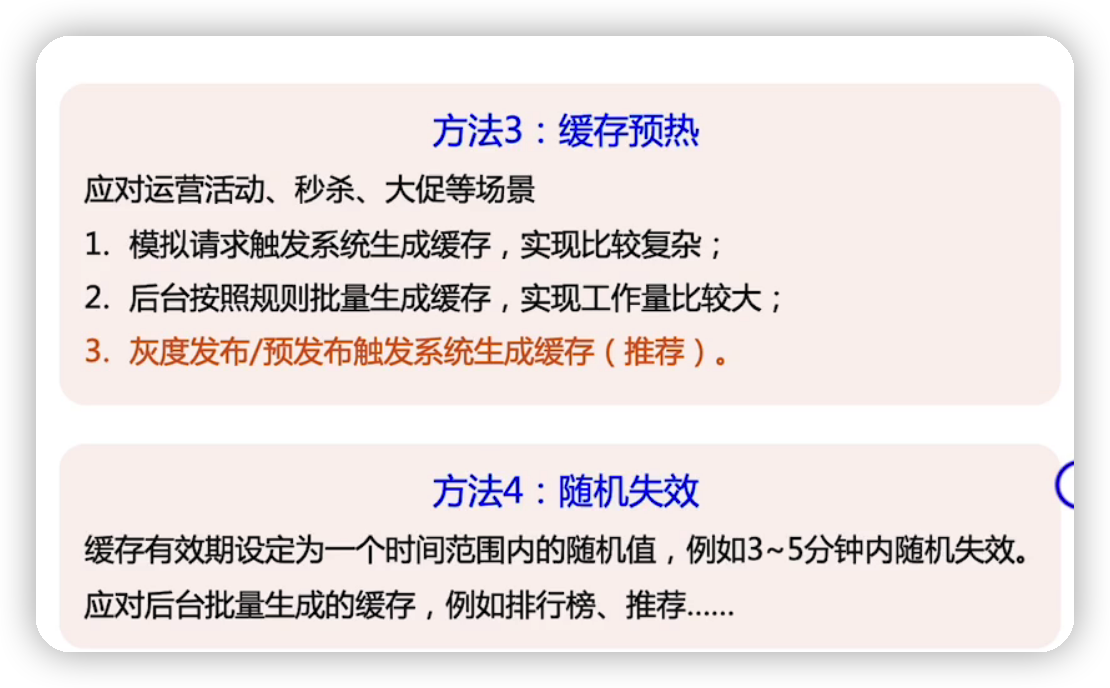 方法3：缓存预热
应对运营活动、秒杀、大促等场景
1. 模拟请求触发系统生成缓存，实现比较复杂；
2. 后台按照规则批量生成缓存，实现工作量比较大；
3. 灰度发布/预发布触发系统生成缓存（推荐）。
方法4：随机失效
缓存有效期设定为一个时间范围内的随机值，例如3~5分钟内随机失效。
应对后台批量生成的缓存，例如排行榜、推荐......